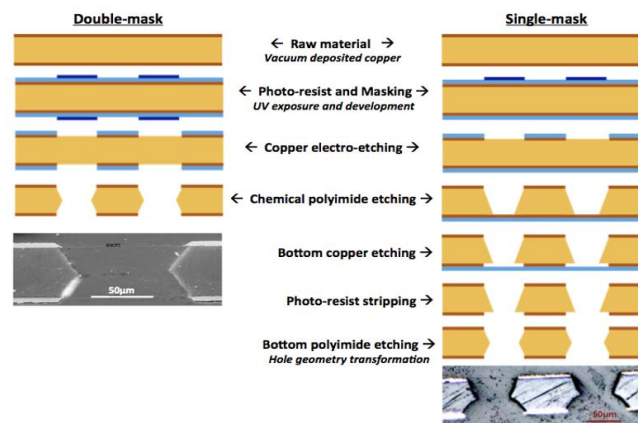 Double-mask
Single-mask
← Raw material →
Vacuum deposited copper
← Photo-resist and Masking →
UV exposure and development
← Copper electro-etching →
← Chemical polyimide etching →
Bottom copper etching →
50μm
Photo-resist stripping →
Bottom polyimide etching →
Hole geometry transformation
50μm